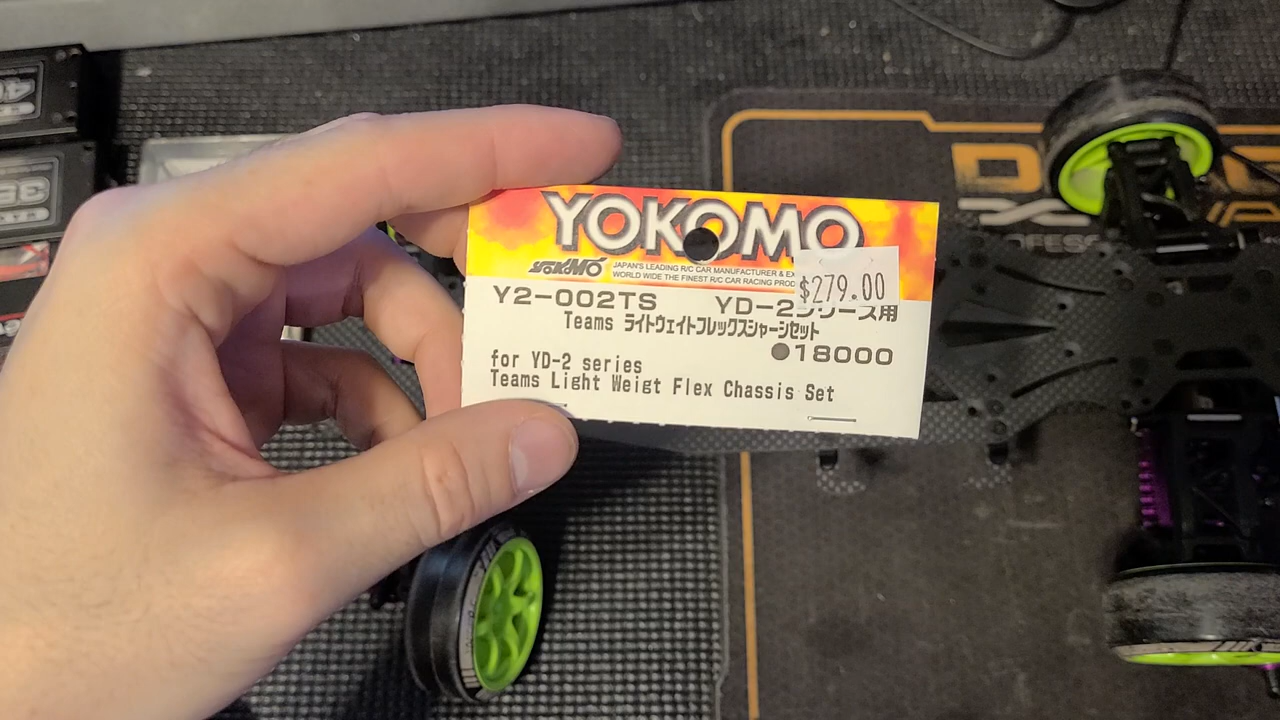 YOKOMO
YOKOMO JAPAN'S LEADING R/C CAR MANUFACTURER &
WORLD WIDE THE FINEST R/C CAR RACING
$279.00
Y2-002TS YD-2シリーズ用
Teams ライトウェイトフレックスシャーシセット
●18000
for YD-2 series
Teams Light Weigt Flex Chassis Set